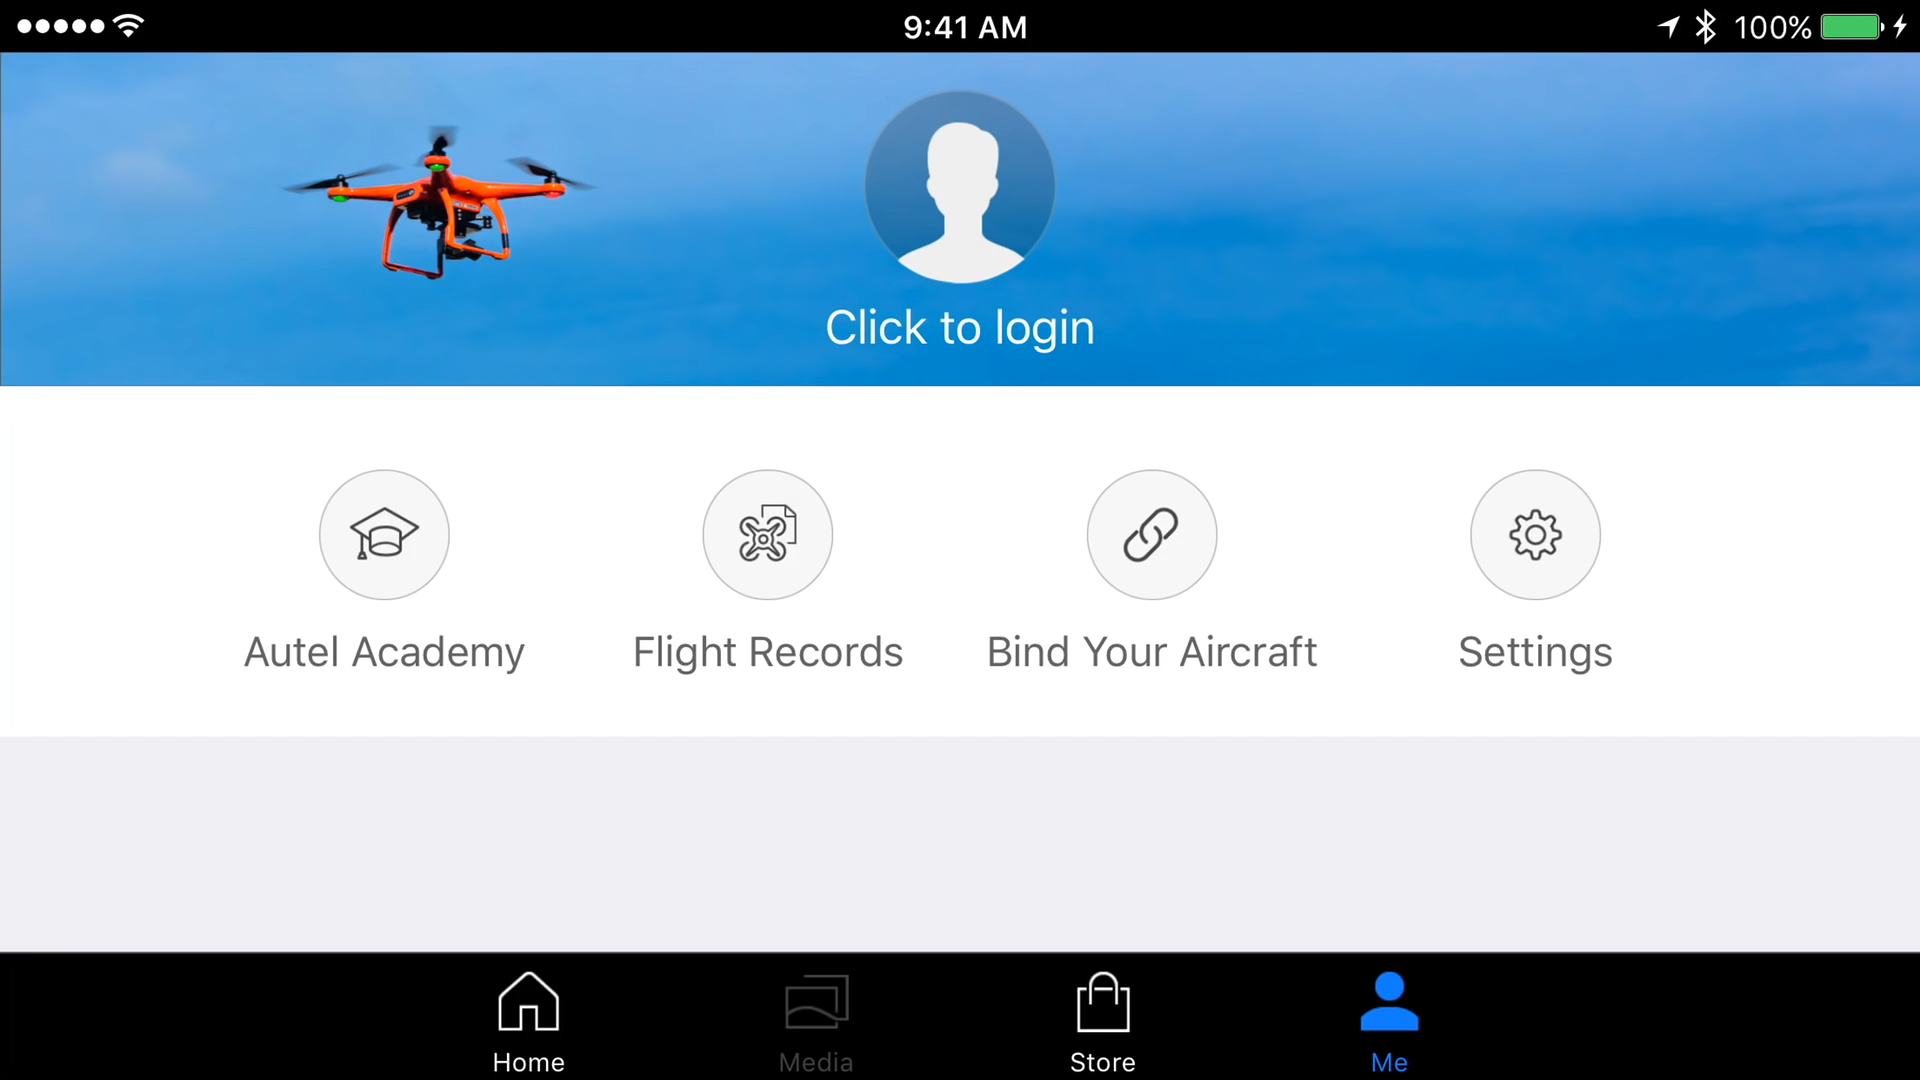 9:41 AM
100%
Click to login
Autel Academy
Flight Records
Bind Your Aircraft
Settings
Home
Media
Store
Me